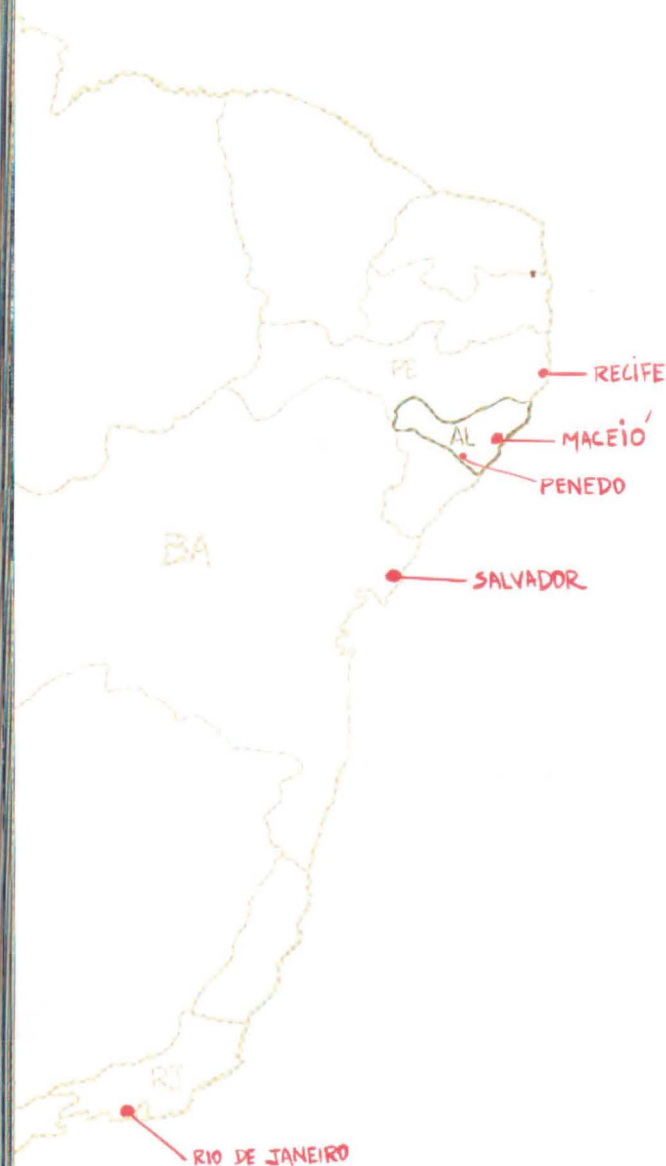 PE
RECIFE
AL
MACEIÓ
PENEDO
BA
SALVADOR
RJ
RIO DE JANEIRO